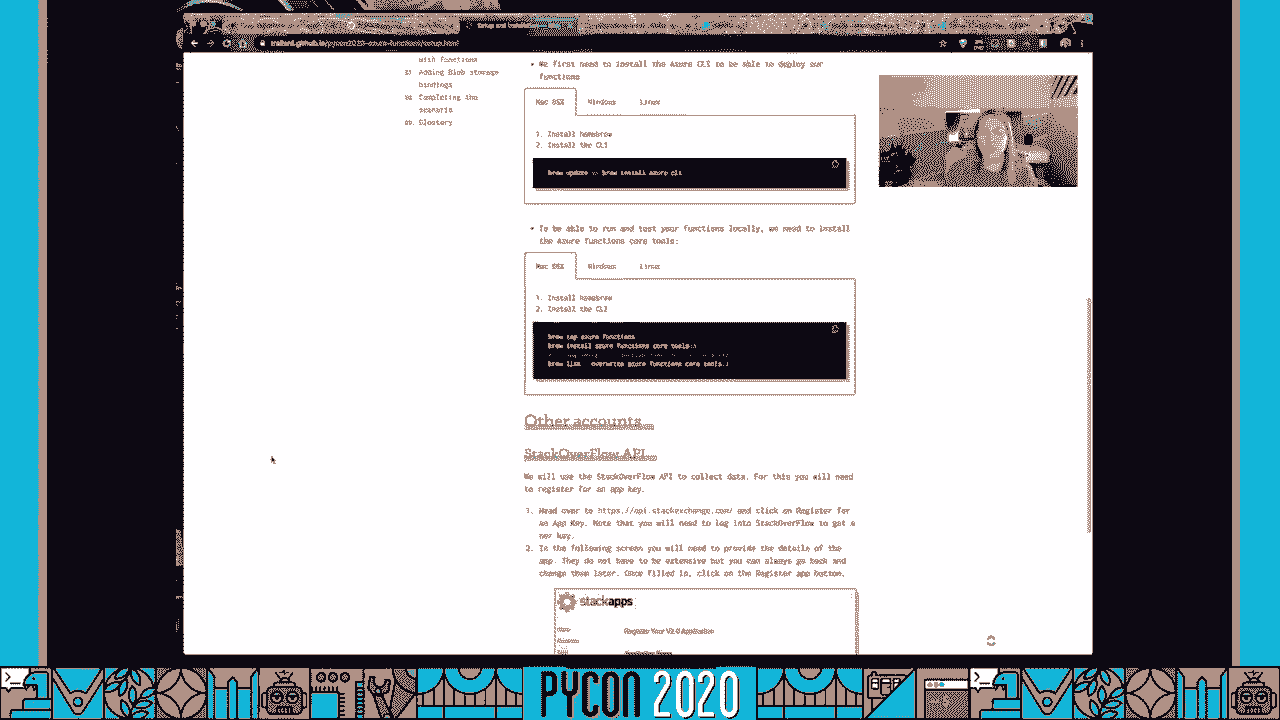 with functions
Adding Blob storage
bindings
Completing the
scenario
Glossary
• We first need to install the Azure CLI to be able to deploy our
functions
Mac OSX Windows Linux
1. Install homebrew
2. Install the CLI
brew update && brew install azure-cli
• To be able to run and test your functions locally, we need to install
the Azure functions core tools:
Mac OSX Windows Linux
1. Install homebrew
2. Install the CLI
brew tap azure functions
brew install azure functions core tools
brew link overwrite azure functions core tools
Other accounts
StackOverFlow API
We will use the StackOverFlow API to collect data. For this you will need
to register for an app key.
1. Head over to https://api.stackexchange.com/ and click on Register for
an App Key. Note that you will need to log into StackOverFlow to get a
key.
2. In the following screen you will need to provide the details of the
app. They do not have to be extensive but you can always go back and
change them later. Once filled in, click on the Register app button.
stackapps
Register Your V2.0 Application
PYCON 2020